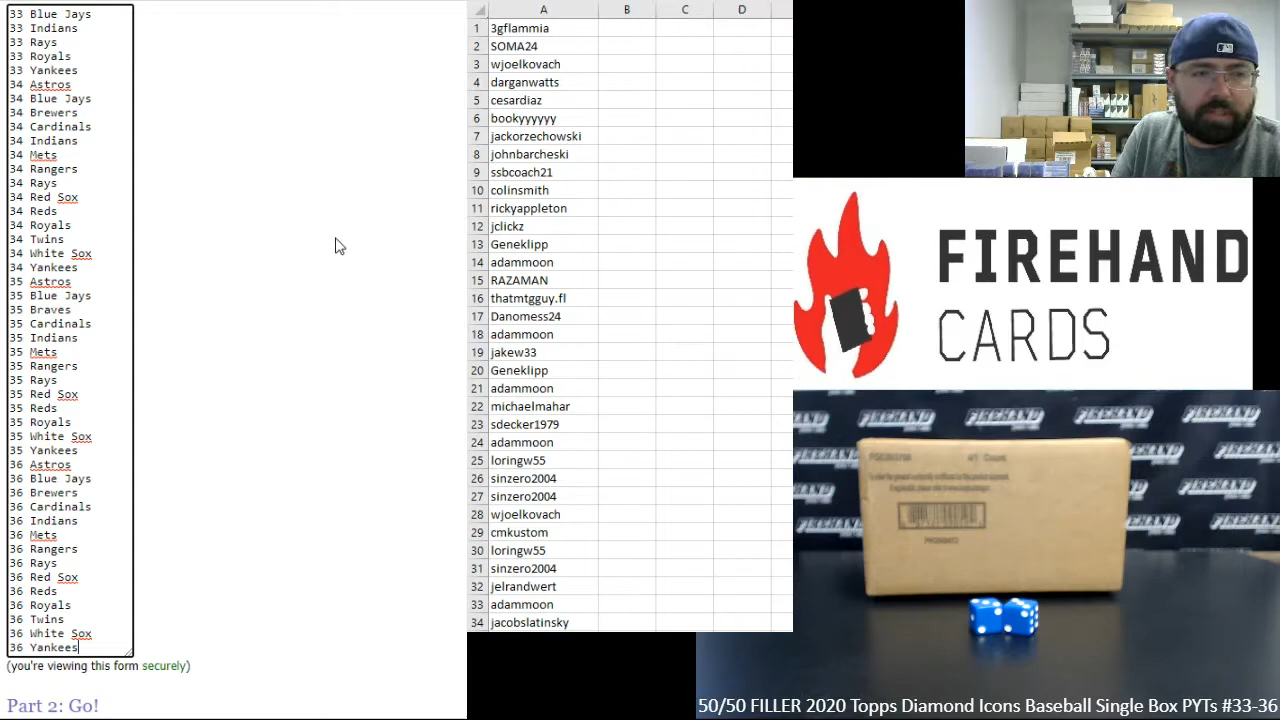 33 Blue Jays
33 Indians
33 Rays
33 Royals
33 Yankees
34 Astros
34 Blue Jays
34 Brewers
34 Cardinals
34 Indians
34 Mets
34 Rangers
34 Rays
34 Red Sox
34 Reds
34 Royals
34 Twins
34 White Sox
34 Yankees
35 Astros
35 Blue Jays
35 Braves
35 Cardinals
35 Indians
35 Mets
35 Rangers
35 Rays
35 Red Sox
35 Reds
35 Royals
35 White Sox
35 Yankees
36 Astros
36 Blue Jays
36 Brewers
36 Cardinals
36 Indians
36 Mets
36 Rangers
36 Rays
36 Red Sox
36 Reds
36 Royals
36 Twins
36 White Sox
36 Yankees
(you're viewing this form securely)
Part 2: Go!
A B C D
1 3gflammia
2 SOMA24
3 wjoelkovach
4 darganwatts
5 cesardiaz
6 bookyyyyyy
7 jackorzechowski
8 johnbarcheski
9 ssbcoach21
10 colinsmith
11 rickyappleton
12 jclickz
13 Geneklipp
14 adammoon
15 RAZAMAN
16 thatmtgguy.fl
17 Danomess24
18 adammoon
19 jakew33
20 Geneklipp
21 adammoon
22 michaelmahar
23 sdecker1979
24 adammoon
25 loringw55
26 sinzero2004
27 sinzero2004
28 wjoelkovach
29 cmkustom
30 loringw55
31 sinzero2004
32 jelrandwert
33 adammoon
34 jacobslatinsky
FIREHAND
CARDS
FIREHAND
FIREHAND
FIREHAND
50/50 FILLER 2020 Topps Diamond Icons Baseball Single Box PYTs #33-36